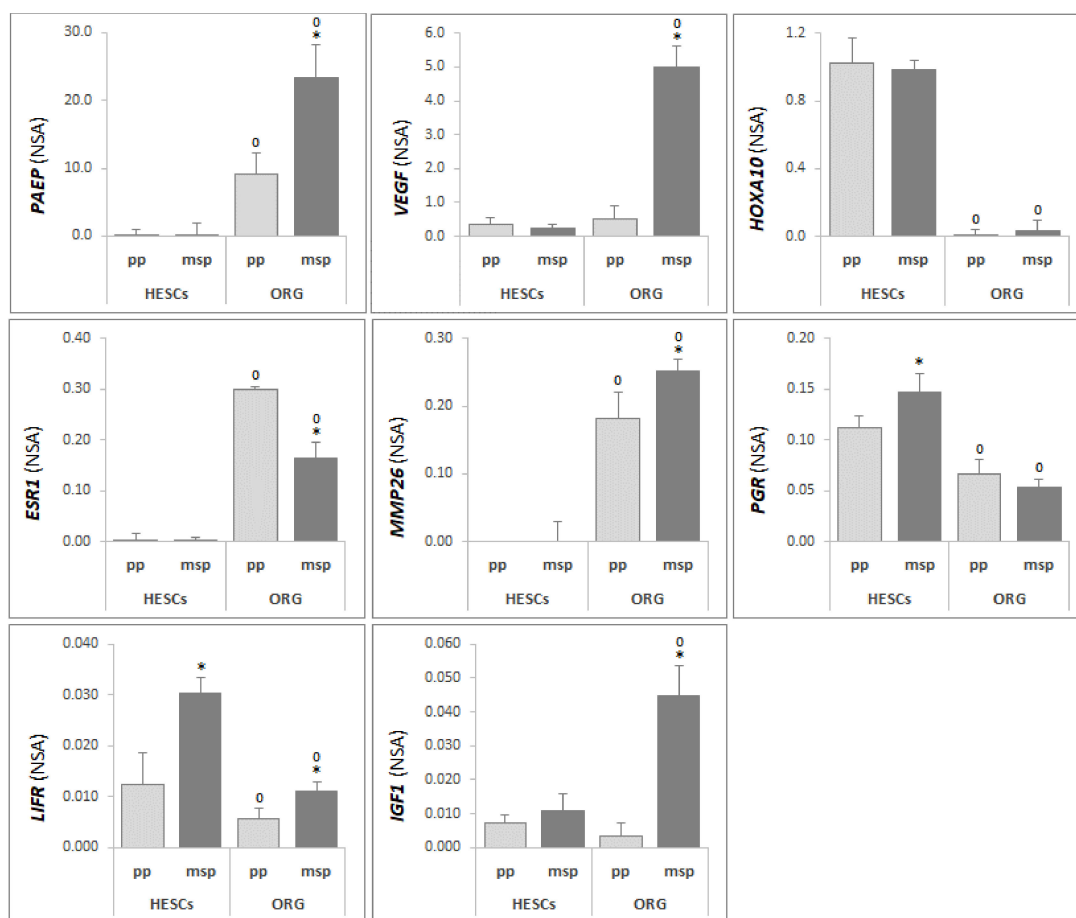 PAEP (NSA)
30.0
20.0
10.0
0.0
0
0
*
pp msp pp msp
HESCs ORG
VEGF (NSA)
6.0
5.0
4.0
3.0
2.0
1.0
0.0
0
*
pp msp pp msp
HESCs ORG
HOXA10 (NSA)
1.2
0.8
0.4
0.0
0 0
pp msp pp msp
HESCs ORG
ESR1 (NSA)
0.40
0.30
0.20
0.10
0.00
0
0
*
pp msp pp msp
HESCs ORG
MMP26 (NSA)
0.30
0.20
0.10
0.00
0
0
*
pp msp pp msp
HESCs ORG
PGR (NSA)
0.20
0.15
0.10
0.05
0.00
*
0 0
pp msp pp msp
HESCs ORG
LIFR (NSA)
0.040
0.030
0.020
0.010
0.000
*
0
0
*
pp msp pp msp
HESCs ORG
IGF1 (NSA)
0.060
0.050
0.040
0.030
0.020
0.010
0.000
0
*
pp msp pp msp
HESCs ORG